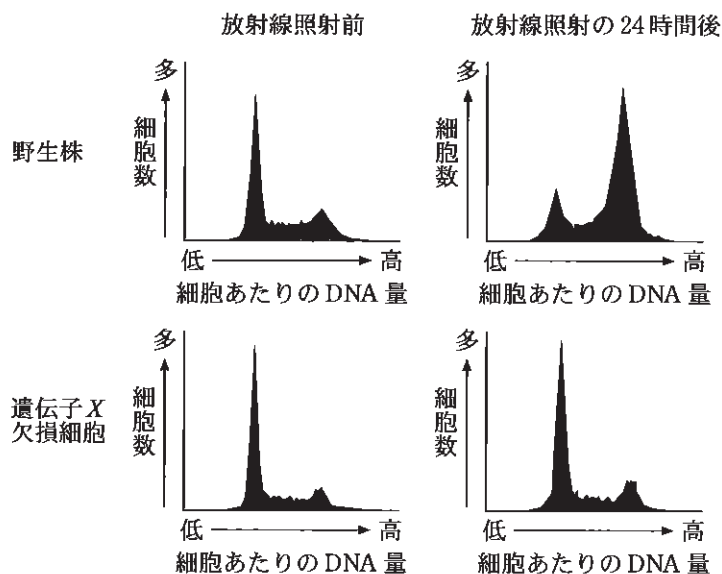 放射線照射前
放射線照射の24時間後
野生株
多
細胞数
低
高
細胞あたりのDNA量
多
細胞数
低
高
細胞あたりのDNA量
遺伝子X
欠損細胞
多
細胞数
低
高
細胞あたりのDNA量
多
細胞数
低
高
細胞あたりのDNA量